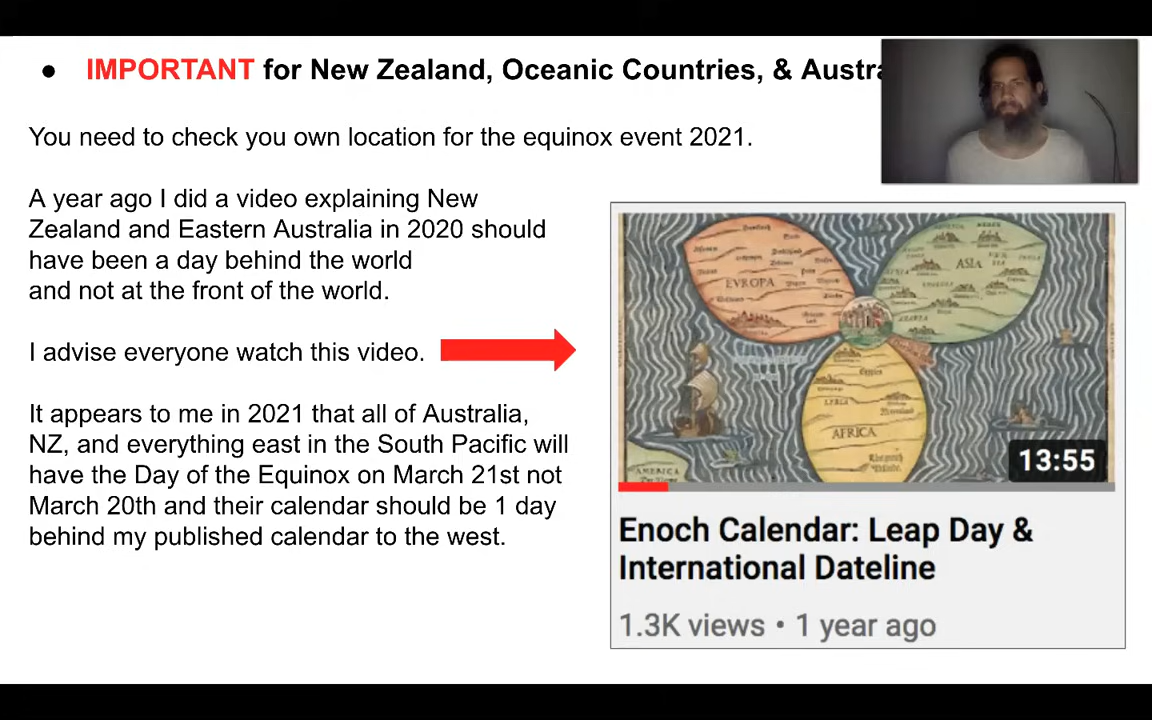 ● IMPORTANT for New Zealand, Oceanic Countries, &
You need to check you own location for the equinox event 2021.
A year ago I did a video explaining New
Zealand and Eastern Australia in 2020 should
have been a day behind the world
and not at the front of the world.
I advise everyone watch this video.
It appears to me in 2021 that all of Australia,
NZ, and everything east in the South Pacific will
have the Day of the Equinox on March 21st not
March 20th and their calendar should be 1 day
behind my published calendar to the west.
EVROPA
ASIA
AFRICA
AMERICA
13:55
Enoch Calendar: Leap Day &
International Dateline
1.3K views • 1 year ago